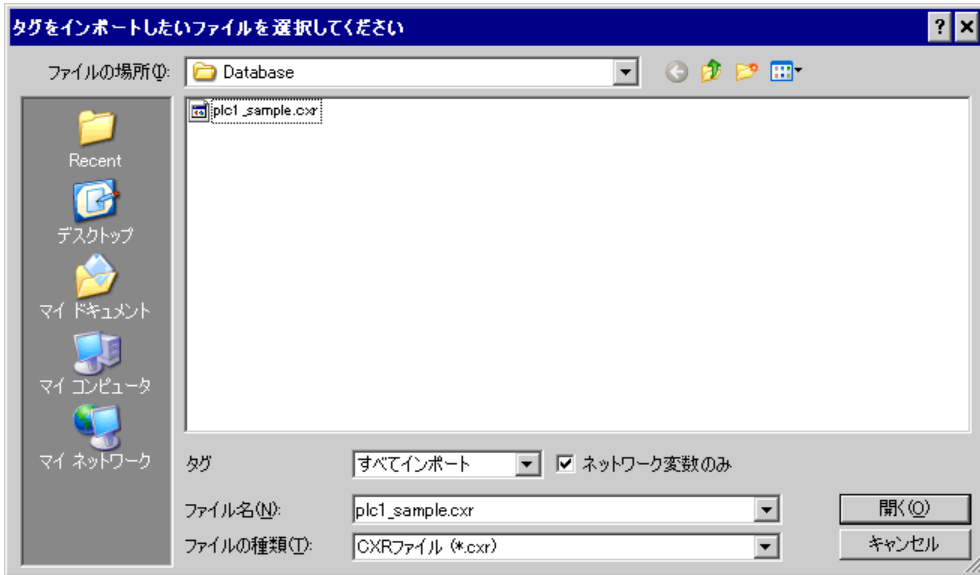 タグをインポートしたいファイルを選択してください
ファイルの場所(I):
Database
plc1_sample.cxr
Recent
デスクトップ
マイ ドキュメント
マイ コンピュータ
マイ ネットワーク
タグ
すべてインポート
ネットワーク変数のみ
ファイル名(N):
plc1_sample.cxr
開く(O)
ファイルの種類(T):
CXRファイル (*.cxr)
キャンセル